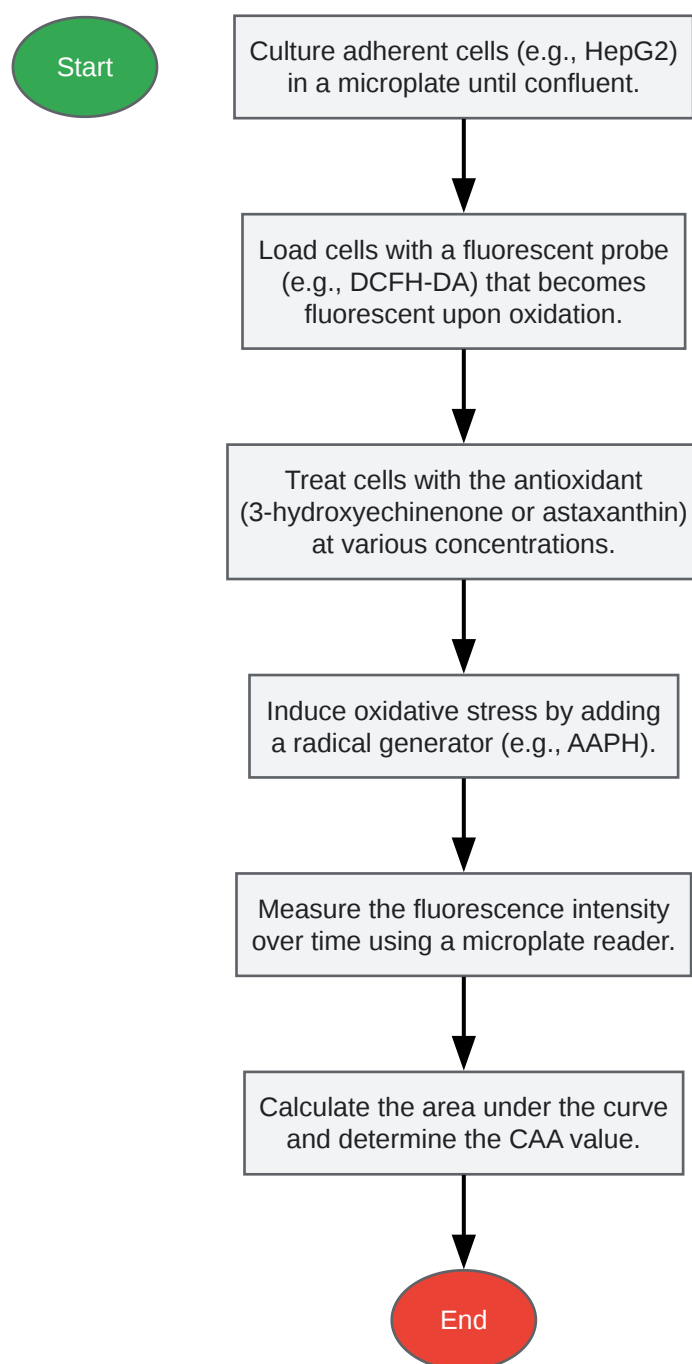 Start
Culture adherent cells (e.g., HepG2)
in a microplate until confluent.
Load cells with a fluorescent probe
(e.g., DCFH-DA) that becomes
fluorescent upon oxidation.
Treat cells with the antioxidant
(3-hydroxyechinenone or astaxanthin)
at various concentrations.
Induce oxidative stress by adding
a radical generator (e.g., AAPH).
Measure the fluorescence intensity
over time using a microplate reader.
Calculate the area under the curve
and determine the CAA value.
End